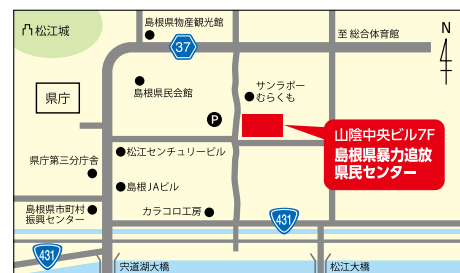 島根県物産観光館
N
松江城
至 総合体育館
37
サンラポー
むらくも
県庁
島根県民会館
P
山陰中央ビル7F
島根県暴力追放
県民センター
松江センチュリービル
県庁第三分庁舎
島根JAビル
島根県市町村
振興センター
カラコロ工房
431
431
宍道湖大橋
松江大橋